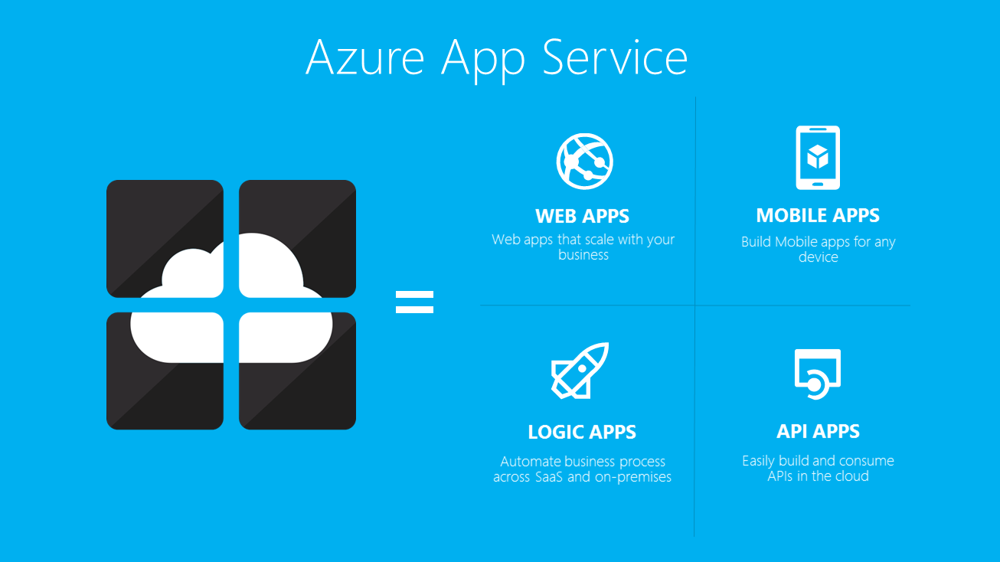 Azure App Service
WEB APPS
Web apps that scale with your
business
MOBILE APPS
Build Mobile apps for any
device
=
LOGIC APPS
Automate business process
across SaaS and on-premises
API APPS
Easily build and consume
APIs in the cloud